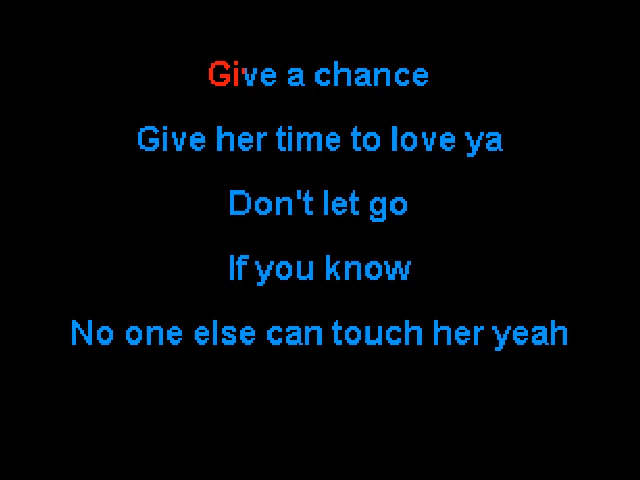 Give a chance
Give her time to love ya
Don't let go
If you know
No one else can touch her yeah